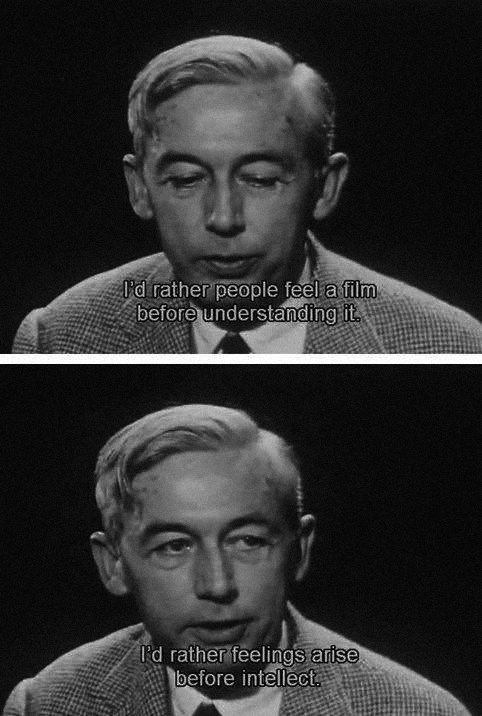 I'd rather people feel a film
before understanding it.
I'd rather feelings arise
before intellect.